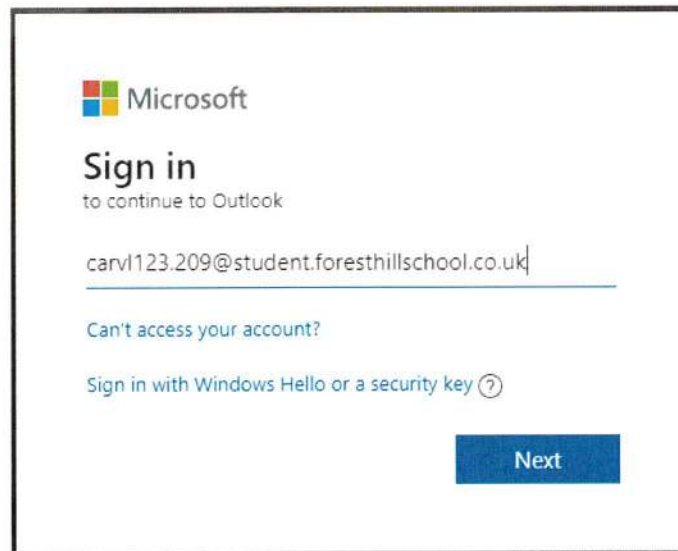 Microsoft
Sign in
to continue to Outlook
carvl123.209@student.foresthillschool.co.uk
Can't access your account?
Sign in with Windows Hello or a security key ?
Next